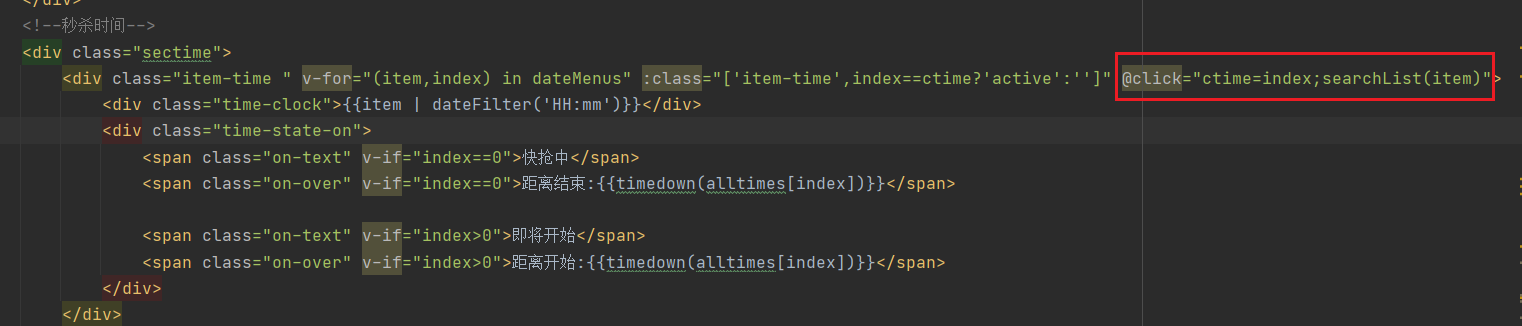 </div>
<!--秒杀时间-->
<div class="sectime">
<div class="item-time " v-for="(item,index) in dateMenus" :class="['item-time',index==ctime?'active':'']" @click="ctime=index;searchList(item)">
<div class="time-clock">{{item | dateFilter('HH:mm')}}</div>
<div class="time-state-on">
<span class="on-text" v-if="index==0">快抢中</span>
<span class="on-over" v-if="index==0">距离结束:{{timedown(alltimes[index])}}</span>
<span class="on-text" v-if="index>0">即将开始</span>
<span class="on-over" v-if="index>0">距离开始:{{timedown(alltimes[index])}}</span>
</div>
</div>